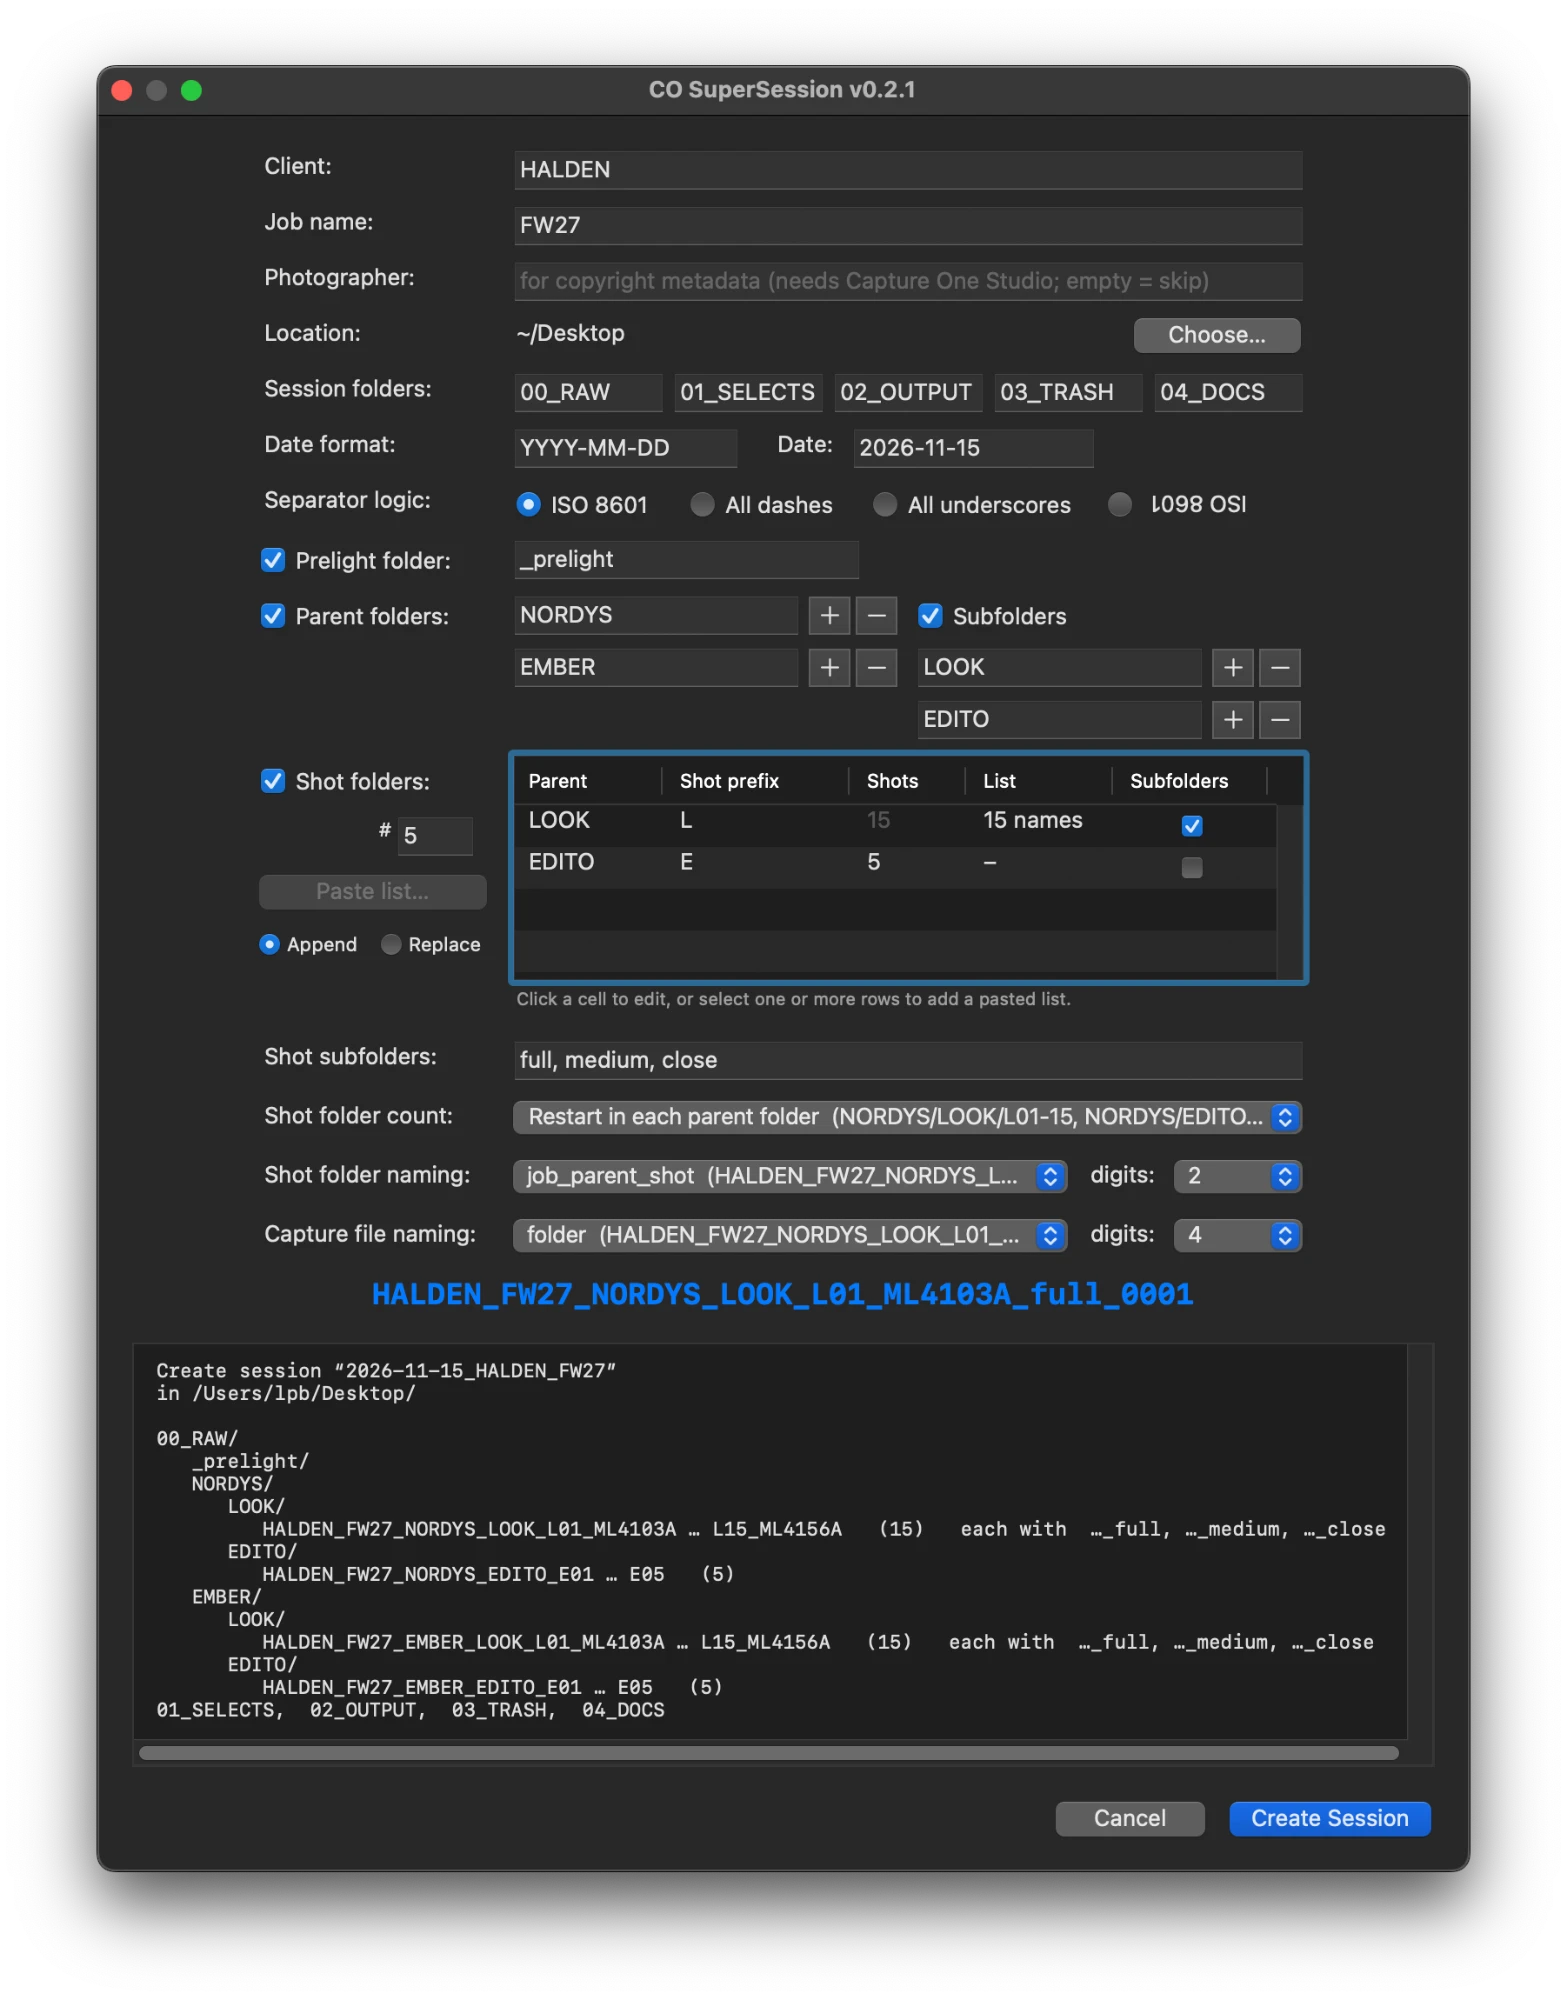 CO SuperSession v0.2.1
Client: HALDEN
Job name: FW27
Photographer: for copyright metadata (needs Capture One Studio; empty = skip)
Location: ~/Desktop Choose...
Session folders: 00_RAW 01_SELECTS 02_OUTPUT 03_TRASH 04_DOCS
Date format: YYYY-MM-DD Date: 2026-11-15
Separator logic: ISO 8601 All dashes All underscores ⇂098 OSI
Prelight folder: _prelight
Parent folders: NORDYS + − Subfolders
EMBER + − LOOK + −
EDITO + −
Shot folders: Parent Shot prefix Shots List Subfolders
# 5 LOOK L 15 15 names
EDITO E 5 –
Paste list...
Append Replace
Click a cell to edit, or select one or more rows to add a pasted list.
Shot subfolders: full, medium, close
Shot folder count: Restart in each parent folder (NORDYS/LOOK/L01-15, NORDYS/EDITO...
Shot folder naming: job_parent_shot (HALDEN_FW27_NORDYS_L... digits: 2
Capture file naming: folder (HALDEN_FW27_NORDYS_LOOK_L01_... digits: 4
HALDEN_FW27_NORDYS_LOOK_L01_ML4103A_full_0001
Create session “2026-11-15_HALDEN_FW27”
in /Users/lpb/Desktop/
00_RAW/
_prelight/
NORDYS/
LOOK/
HALDEN_FW27_NORDYS_LOOK_L01_ML4103A … L15_ML4156A (15) each with …_full, …_medium, …_close
EDITO/
HALDEN_FW27_NORDYS_EDITO_E01 … E05 (5)
EMBER/
LOOK/
HALDEN_FW27_EMBER_LOOK_L01_ML4103A … L15_ML4156A (15) each with …_full, …_medium, …_close
EDITO/
HALDEN_FW27_EMBER_EDITO_E01 … E05 (5)
01_SELECTS, 02_OUTPUT, 03_TRASH, 04_DOCS
Cancel Create Session